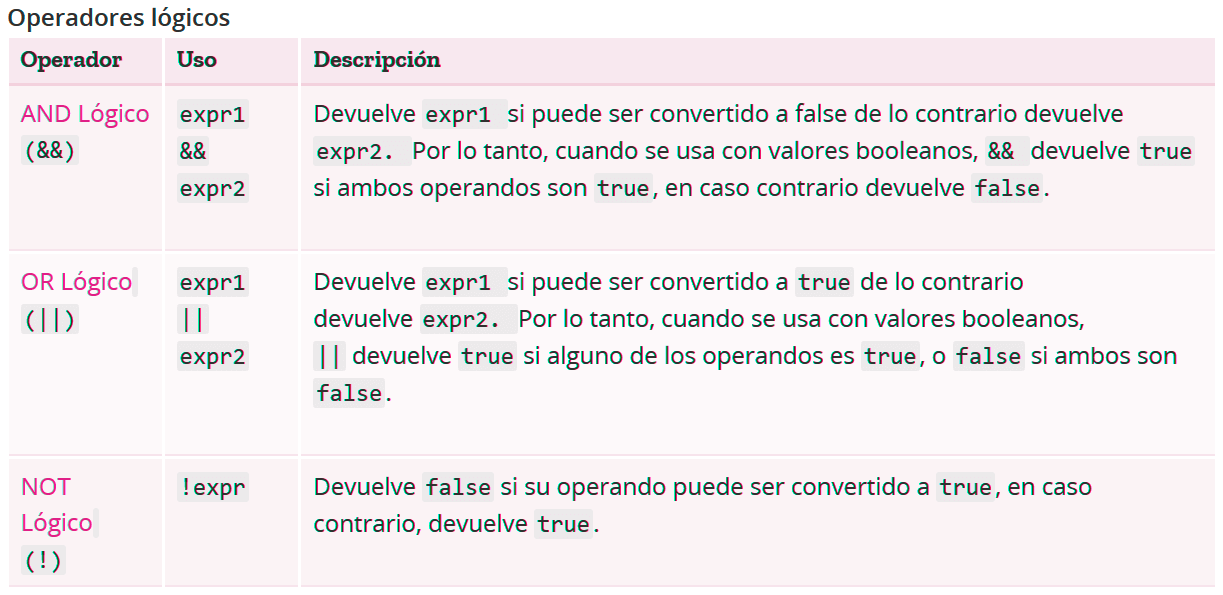 Operadores lógicos
Operador Uso Descripción
AND Lógico expr1 Devuelve expr1 si puede ser convertido a false de lo contrario devuelve
(&&) && expr2. Por lo tanto, cuando se usa con valores booleanos, && devuelve true
expr2 si ambos operandos son true, en caso contrario devuelve false.
OR Lógico expr1 Devuelve expr1 si puede ser convertido a true de lo contrario
(||) || devuelve expr2. Por lo tanto, cuando se usa con valores booleanos,
expr2 || devuelve true si alguno de los operandos es true, o false si ambos son
false.
NOT !expr Devuelve false si su operando puede ser convertido a true, en caso
Lógico contrario, devuelve true.
(!)